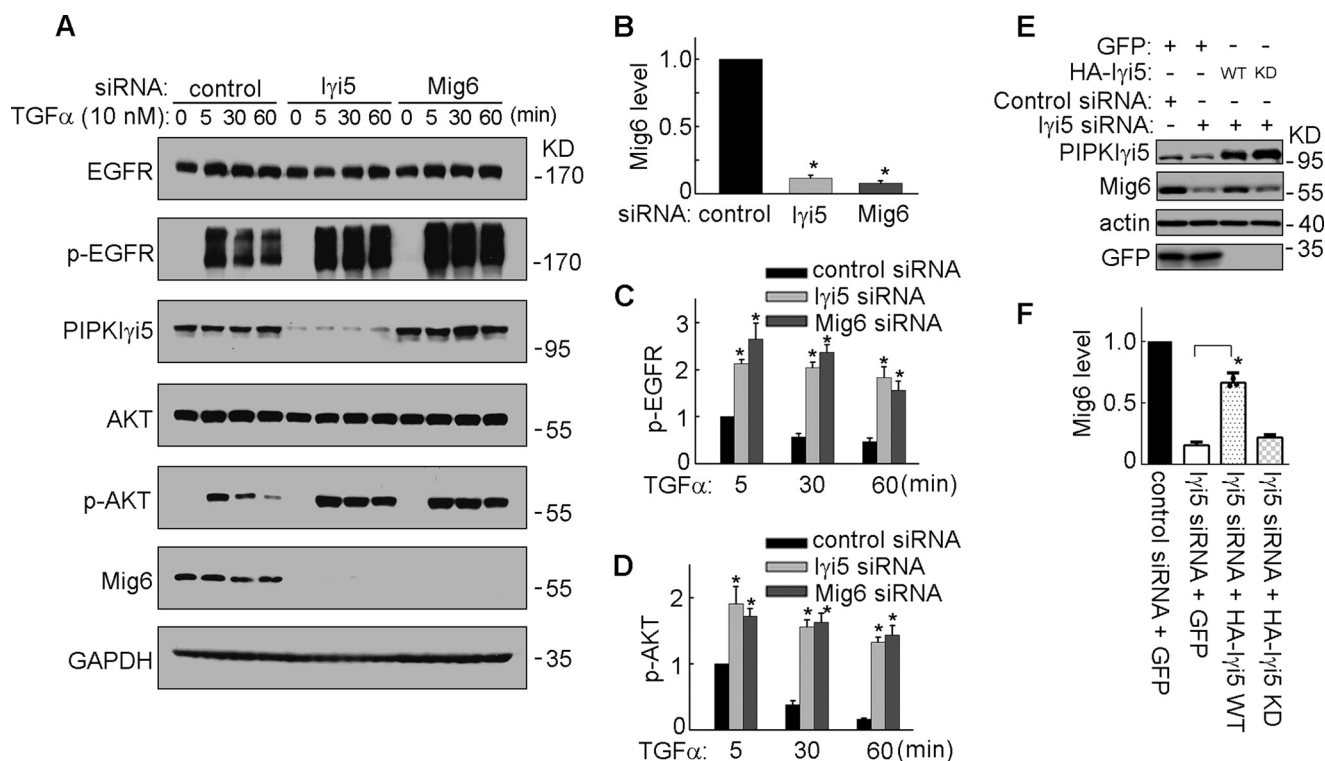 A
siRNA: control Iγi5 Mig6
TGFα (10 nM) 0 5 30 60 0 5 30 60 0 5 30 60 (min)
KD
EGFR -170
p-EGFR -170
PIPKIγi5 -95
AKT -55
p-AKT -55
Mig6 -55
GAPDH -35
B
Mig6 level
1.0
0.5
0
* *
siRNA: control Iγi5 Mig6
C
control siRNA
Iγi5 siRNA
Mig6 siRNA
p-EGFR
3
2
1
0
* * * * * *
TGFα: 5 30 60 (min)
D
control siRNA
Iγi5 siRNA
Mig6 siRNA
p-AKT
2
1
0
* * * * * *
TGFα: 5 30 60 (min)
E
GFP: + + - -
HA-Iγi5: - - WT KD
Control siRNA: + - - -
Iγi5 siRNA: - + + + KD
PIPKIγi5 -95
Mig6 -55
actin -40
-35
GFP
F
Mig6 level
1.0
0.5
0
*
control siRNA + GFP
Iγi5 siRNA + GFP
Iγi5 siRNA + HA-Iγi5 WT
Iγi5 siRNA + HA-Iγi5 KD